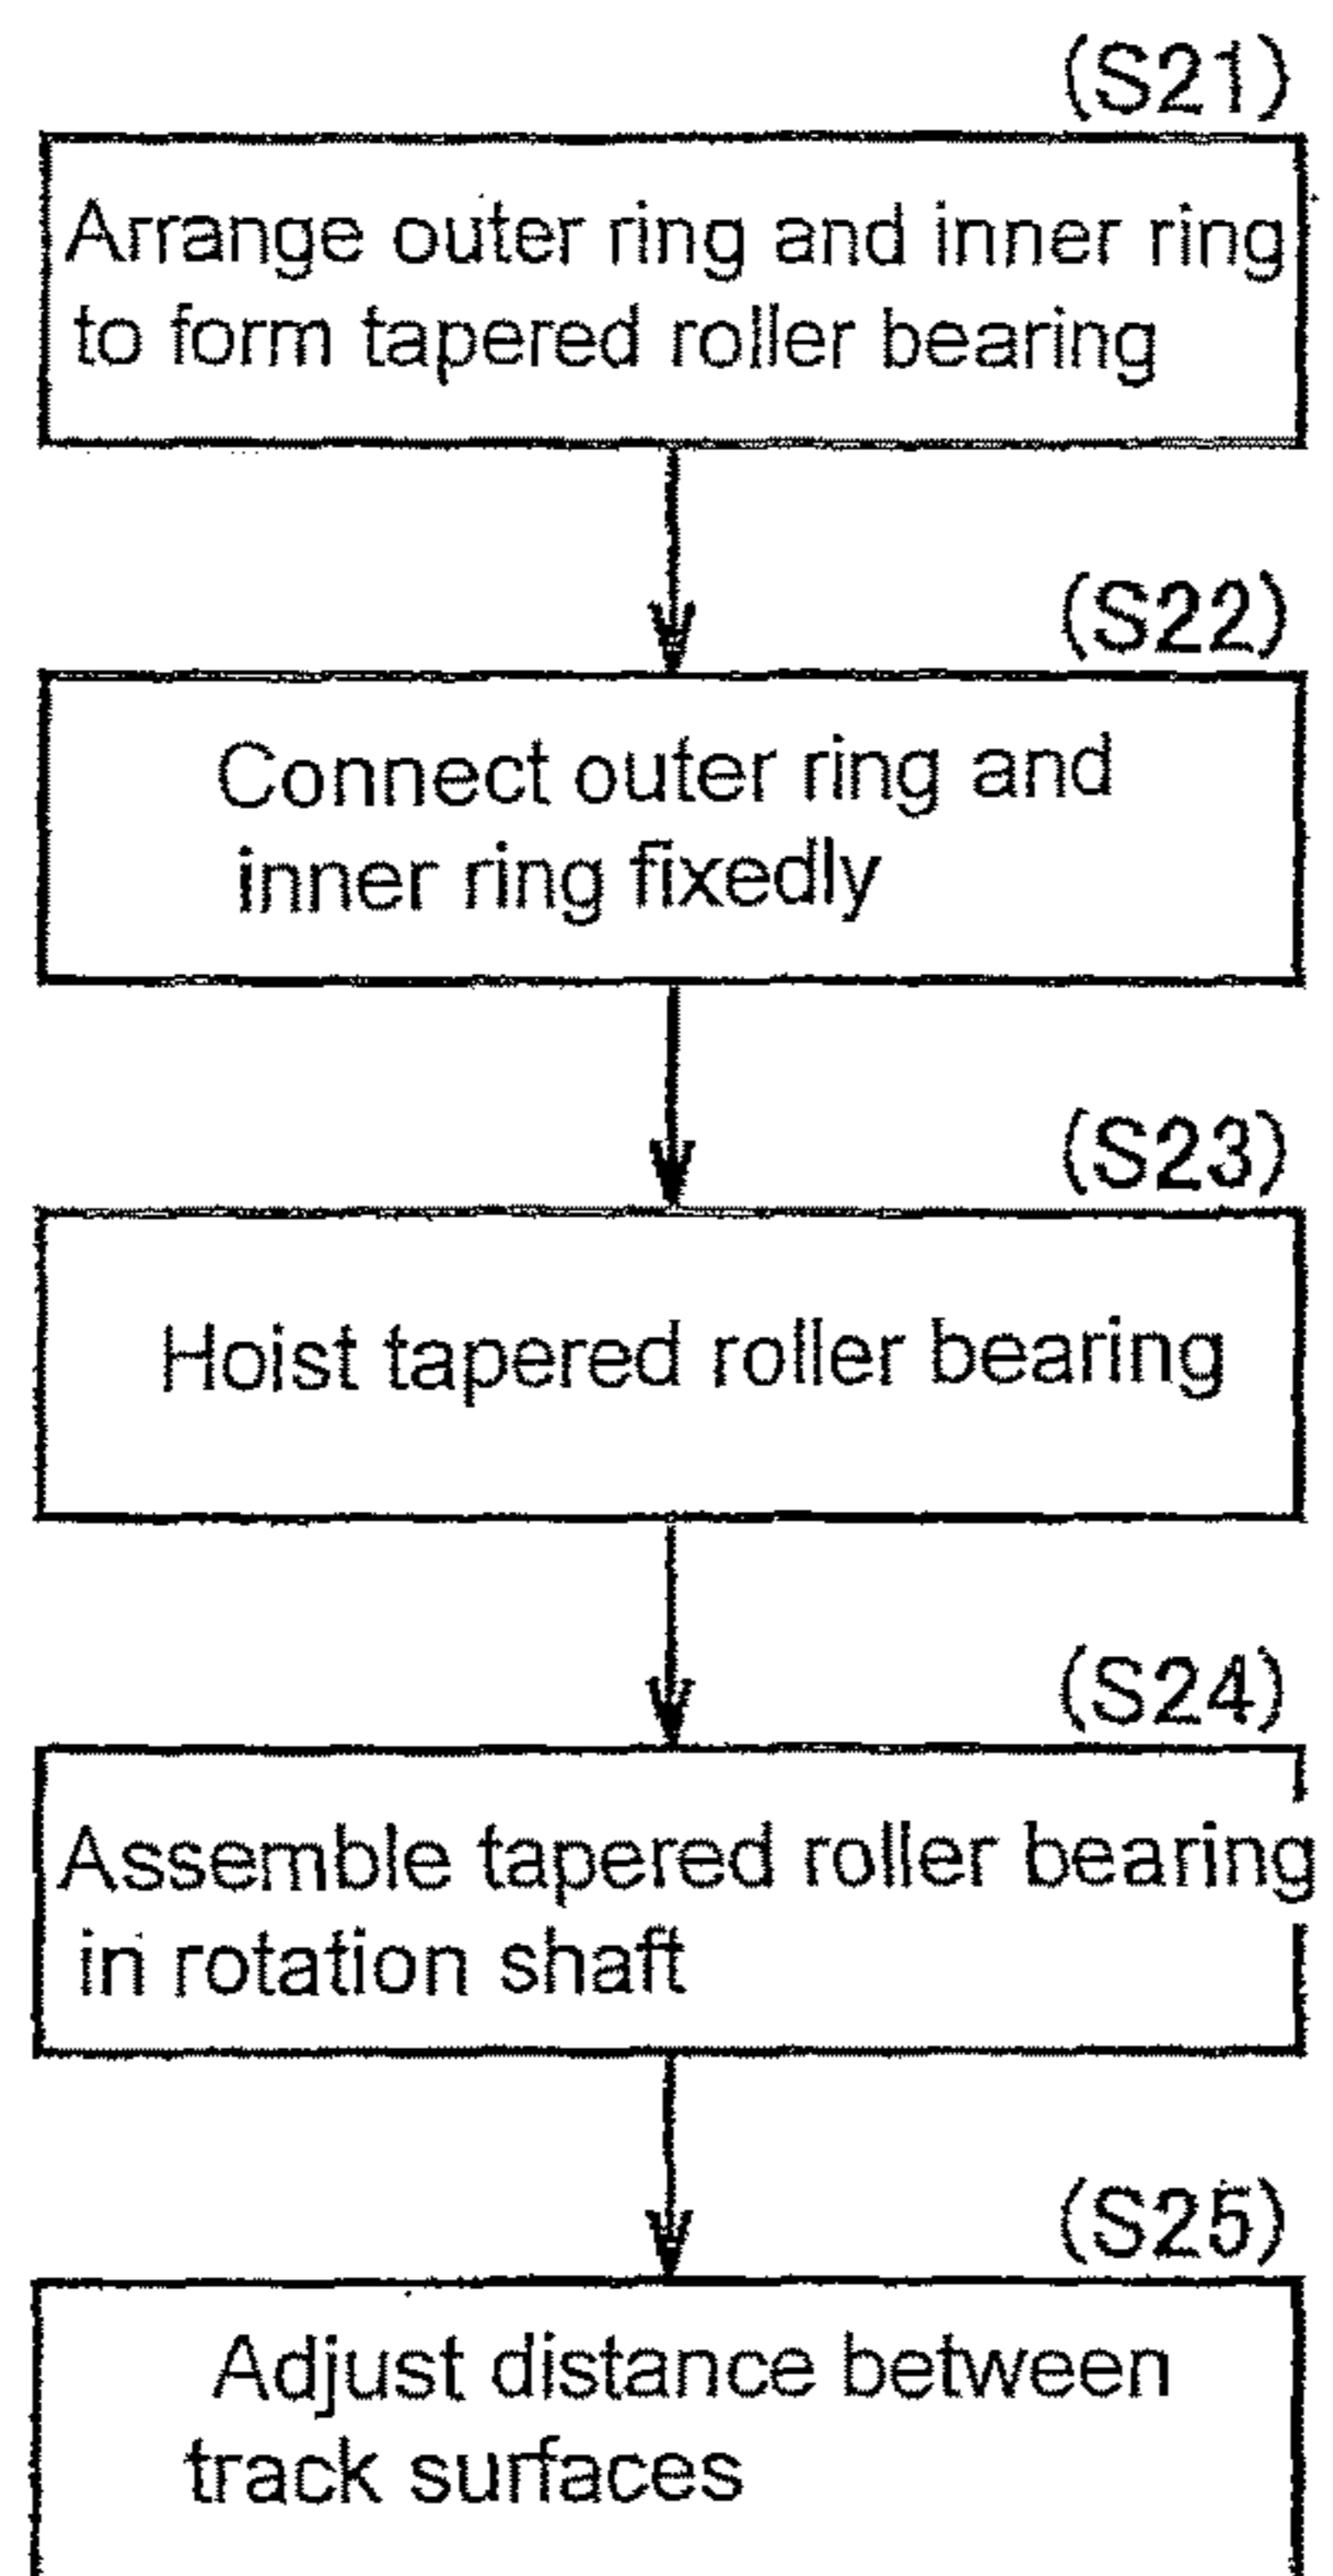 (S21)
Arrange outer ring and inner ring
to form tapered roller bearing
(S22)
Connect outer ring and
inner ring fixedly
(S23)
Hoist tapered roller bearing
(S24)
Assemble tapered roller bearing
in rotation shaft
(S25)
Adjust distance between
track surfaces